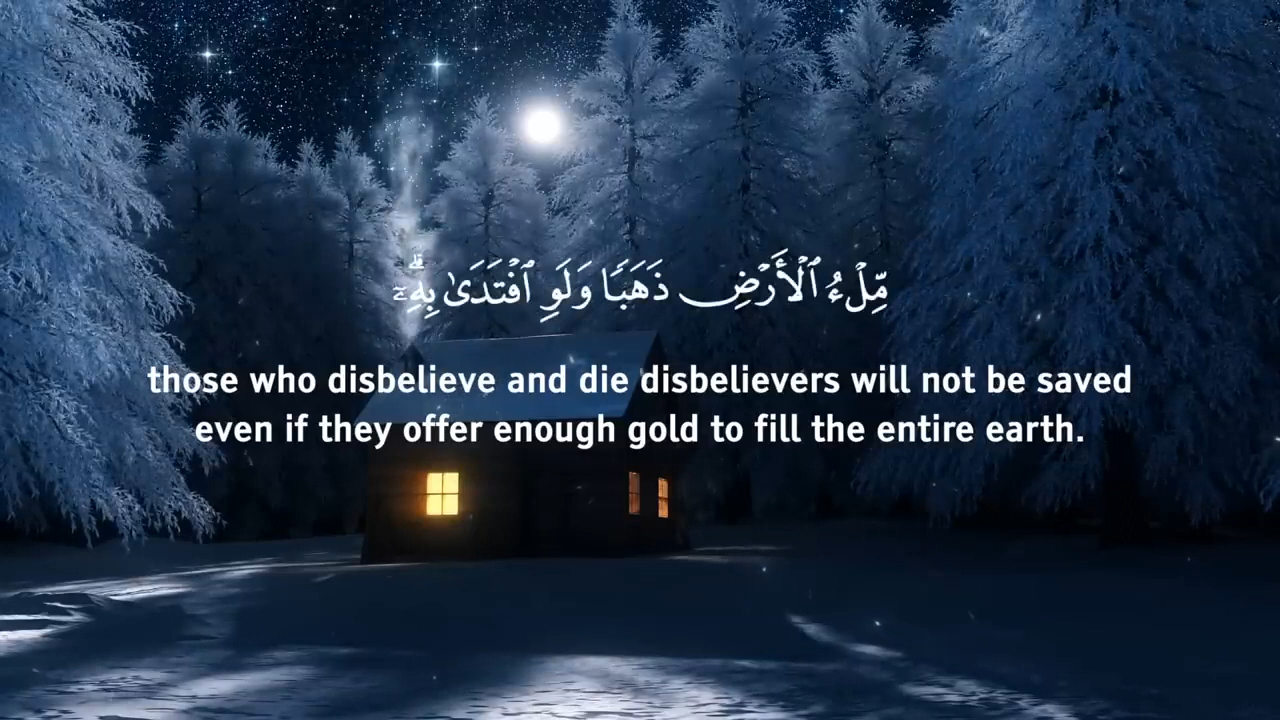 مِّلْءُ ٱلْأَرْضِ ذَهَبًا وَلَوِ ٱفْتَدَىٰ بِهِۦٓ ۗ
those who disbelieve and die disbelievers will not be saved
even if they offer enough gold to fill the entire earth.